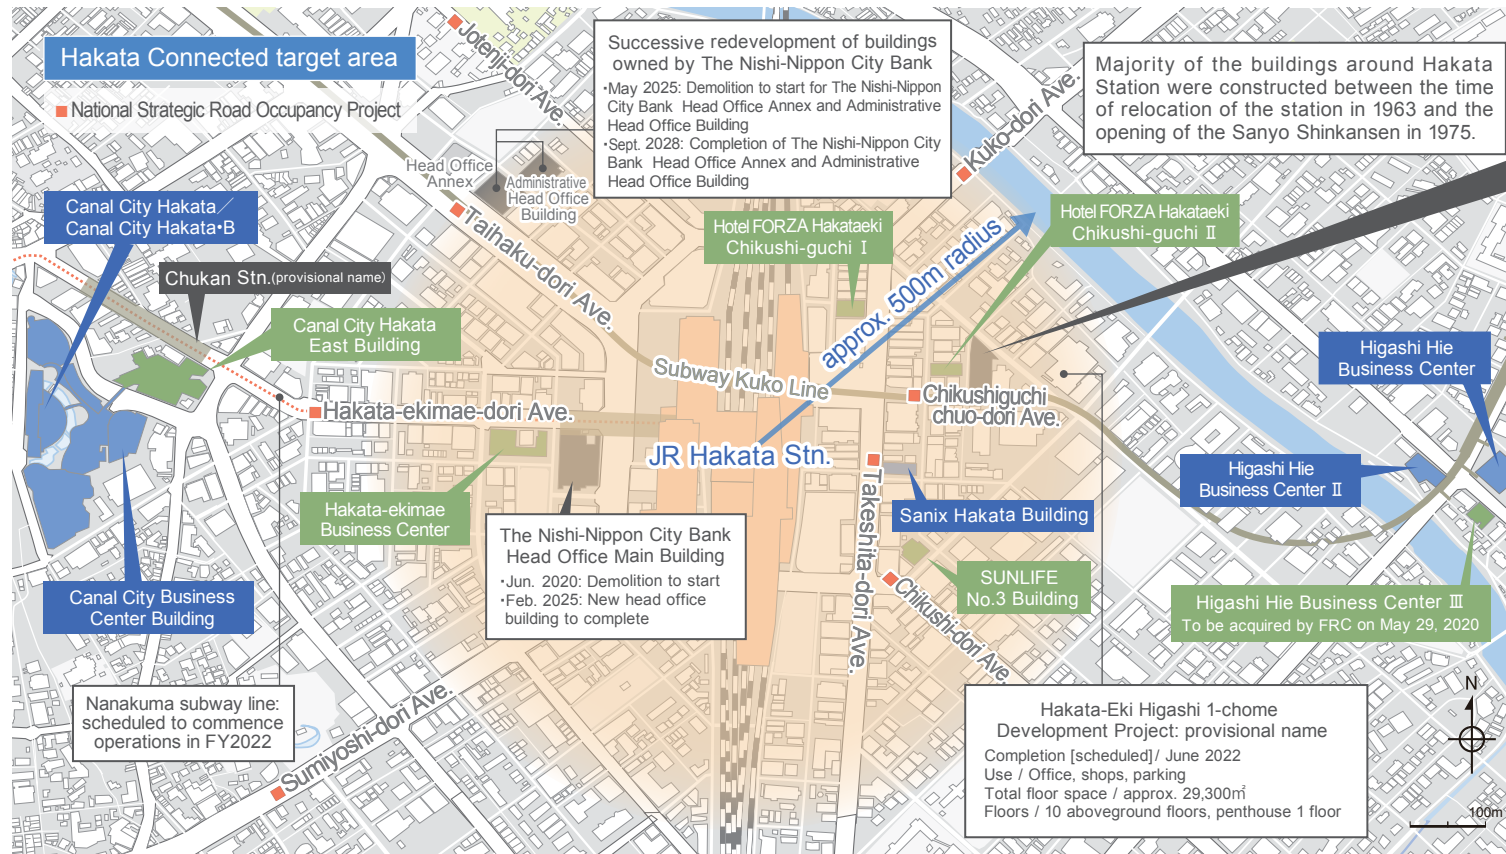 Hakata Connected target area
National Strategic Road Occupancy Project
Jotenji-dori Ave.
Successive redevelopment of buildings
owned by The Nishi-Nippon City Bank
・May 2025: Demolition to start for The Nishi-Nippon
City Bank Head Office Annex and Administrative
Head Office Building
・Sept. 2028: Completion of The Nishi-Nippon City
Bank Head Office Annex and Administrative
Head Office Building
Kuko-dori Ave.
Majority of the buildings around Hakata
Station were constructed between the time
of relocation of the station in 1963 and the
opening of the Sanyo Shinkansen in 1975.
Head Office
Annex
Administrative
Head Office
Building
Canal City Hakata／
Canal City Hakata・B
Taihaku-dori Ave.
Hotel FORZA Hakataeki
Chikushi-guchi Ⅰ
Hotel FORZA Hakataeki
Chikushi-guchi Ⅱ
Chukan Stn.(provisional name)
approx. 500m radius
Canal City Hakata
East Building
Higashi Hie
Business Center
Subway Kuko Line
Hakata-ekimae-dori Ave.
Chikushiguchi
chuo-dori Ave.
JR Hakata Stn.
Higashi Hie
Business Center Ⅱ
Hakata-ekimae
Business Center
Takeshita-dori Ave.
Sanix Hakata Building
The Nishi-Nippon City Bank
Head Office Main Building
・Jun. 2020: Demolition to start
・Feb. 2025: New head office
building to complete
SUNLIFE
No.3 Building
Chikushi-dori Ave.
Canal City Business
Center Building
Higashi Hie Business Center Ⅲ
To be acquired by FRC on May 29, 2020
Nanakuma subway line:
scheduled to commence
operations in FY2022
Sumiyoshi-dori Ave.
Hakata-Eki Higashi 1-chome
Development Project: provisional name
Completion [scheduled] / June 2022
Use / Office, shops, parking
Total floor space / approx. 29,300㎡
Floors / 10 aboveground floors, penthouse 1 floor
N
100m